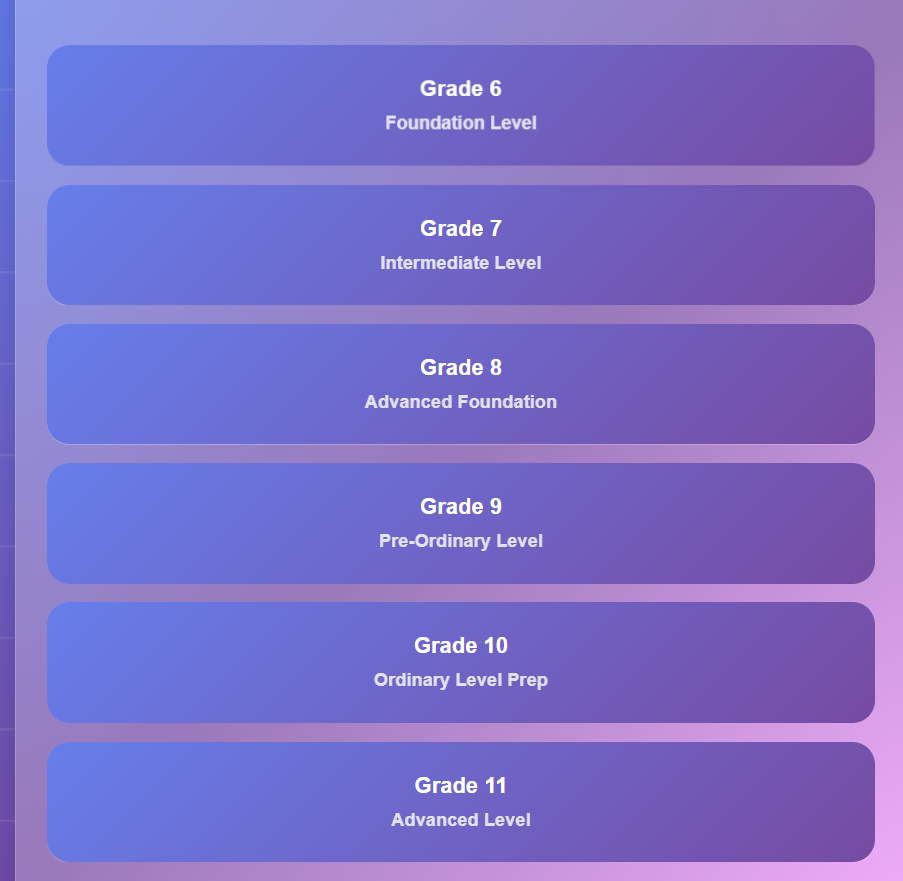 Grade 6
Foundation Level
Grade 7
Intermediate Level
Grade 8
Advanced Foundation
Grade 9
Pre-Ordinary Level
Grade 10
Ordinary Level Prep
Grade 11
Advanced Level